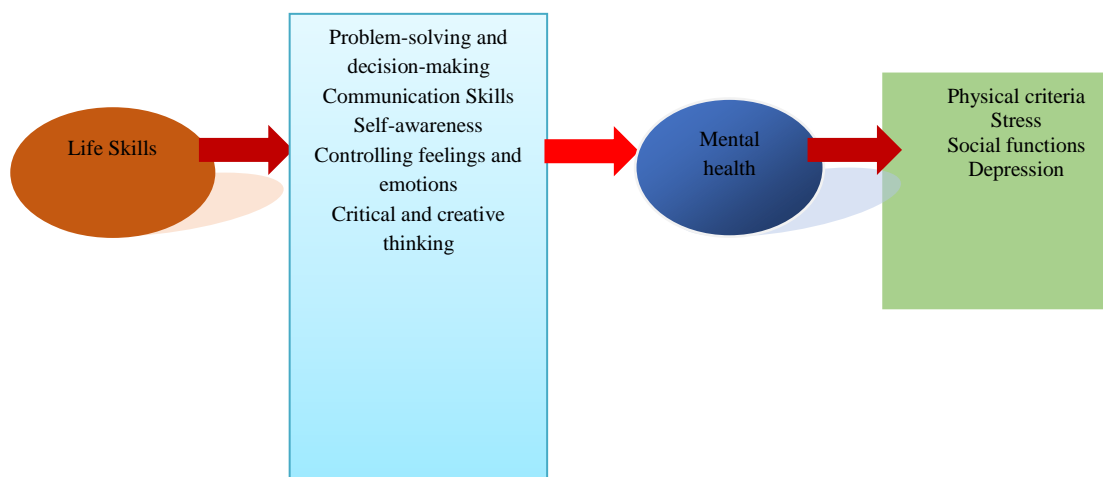 Life Skills
Problem-solving and
decision-making
Communication Skills
Self-awareness
Controlling feelings and
emotions
Critical and creative
thinking
Mental
health
Physical criteria
Stress
Social functions
Depression